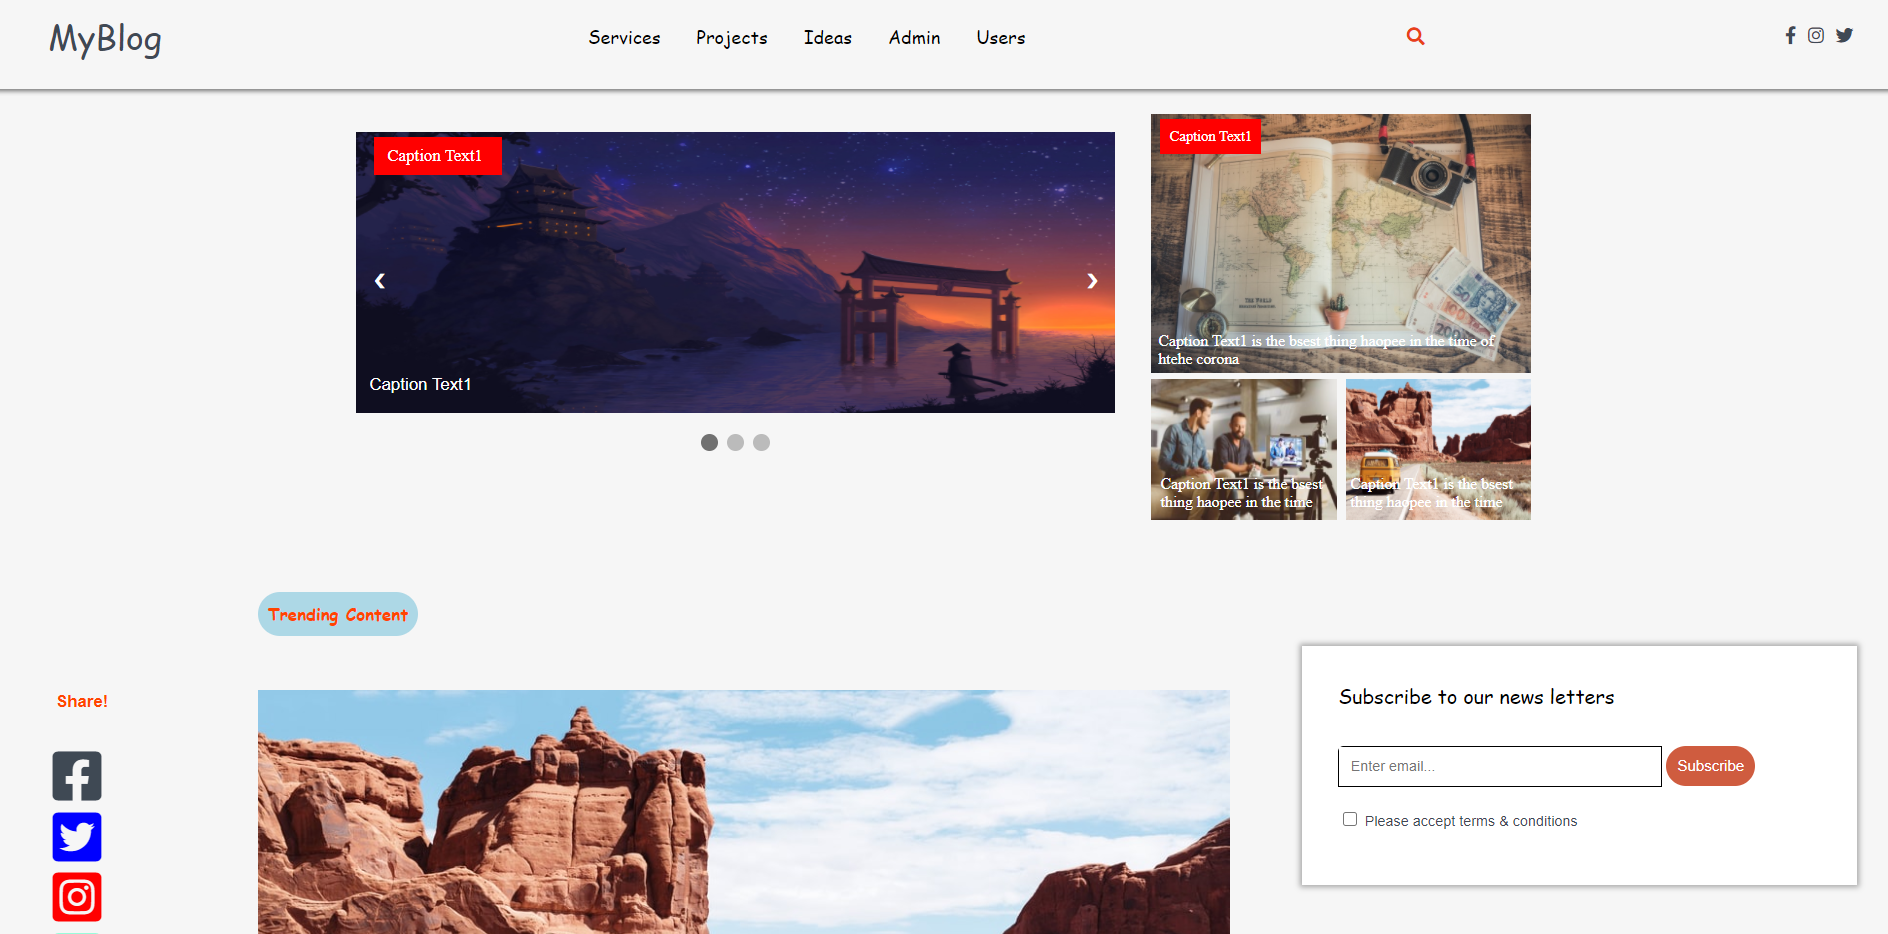 MyBlog
Services Projects Ideas Admin Users
Caption Text1
Caption Text1
Caption Text1
Caption Text1 is the bsest thing haopee in the time of
htehe corona
Caption Text1 is the bsest
thing haopee in the time
Caption Text1 is the bsest
thing haopee in the time
Trending Content
Share!
Subscribe to our news letters
Enter email...
Subscribe
Please accept terms & conditions